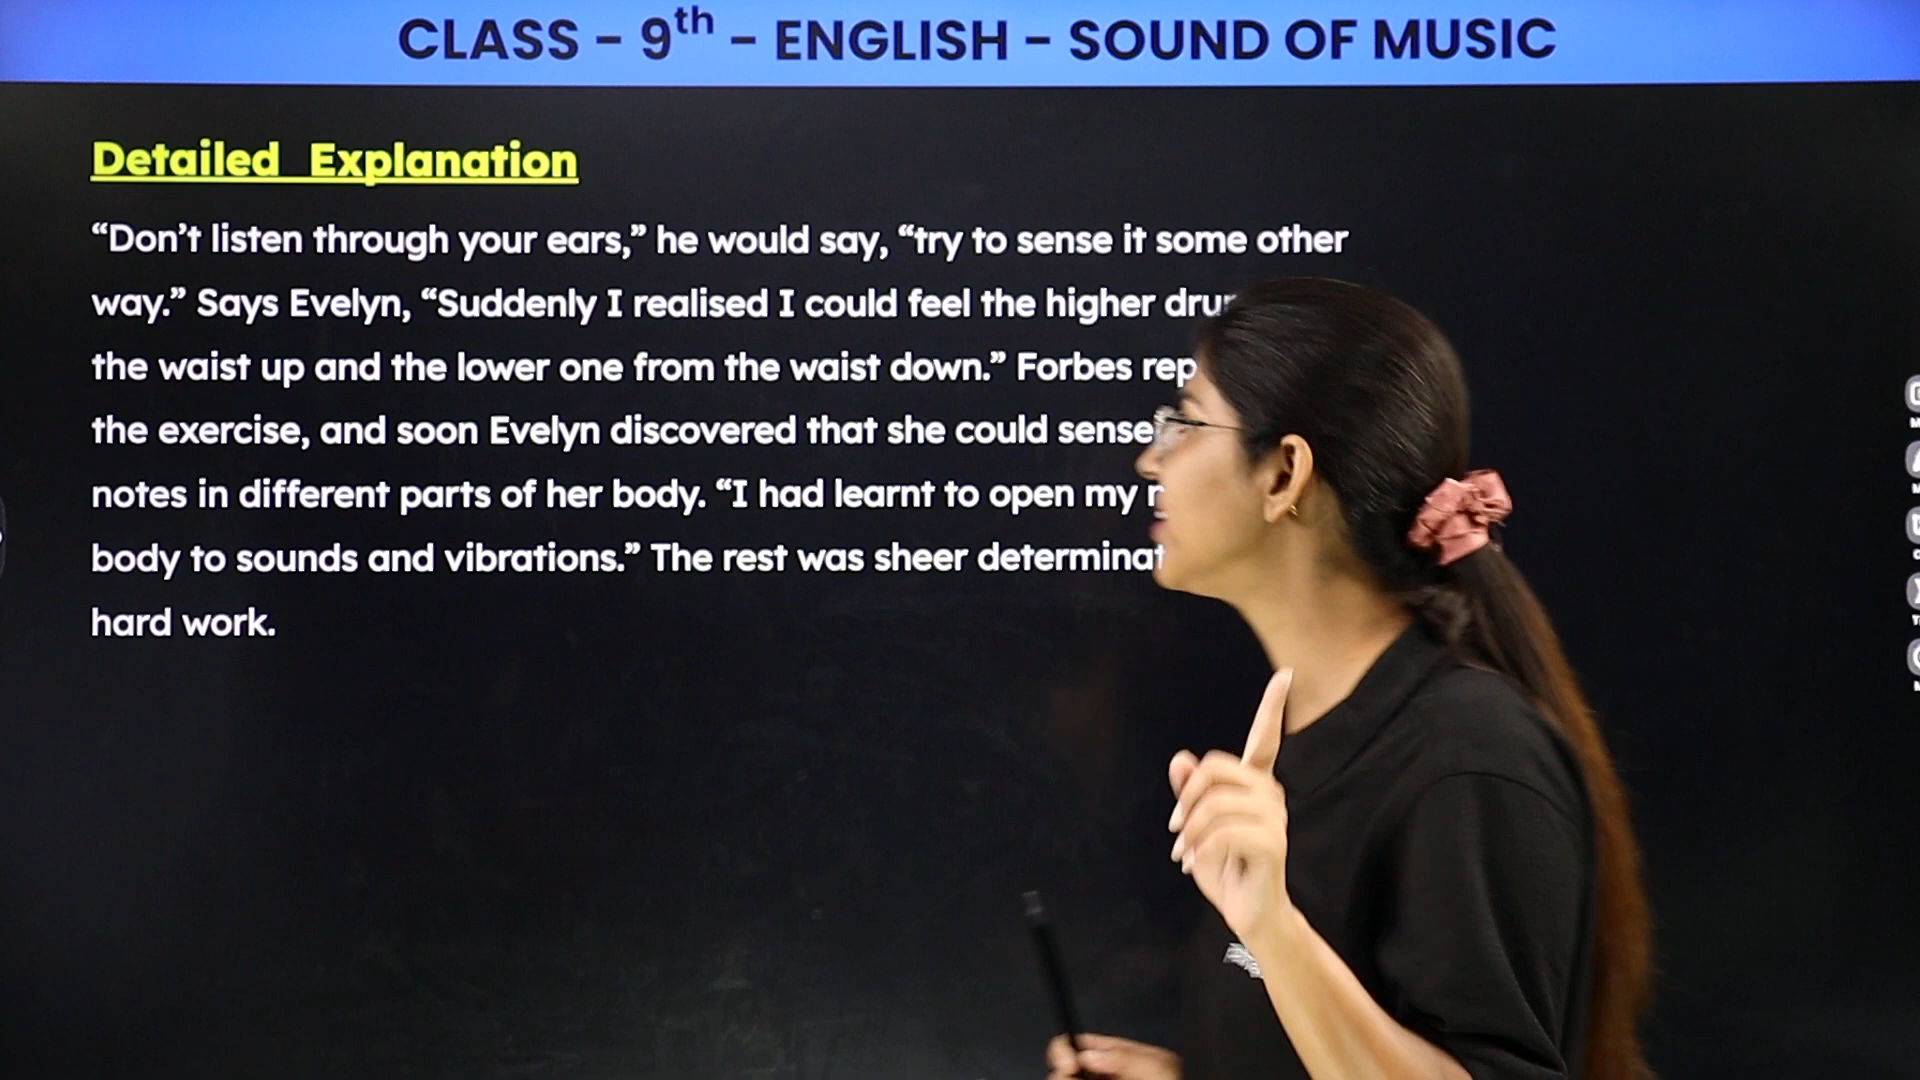 CLASS - 9th - ENGLISH - SOUND OF MUSIC
Detailed Explanation
“Don’t listen through your ears,” he would say, “try to sense it some other
way.” Says Evelyn, “Suddenly I realised I could feel the higher
the waist up and the lower one from the waist down.” Forbes
the exercise, and soon Evelyn discovered that she could sense
notes in different parts of her body. “I had learnt to open my
body to sounds and vibrations.” The rest was sheer
hard work.